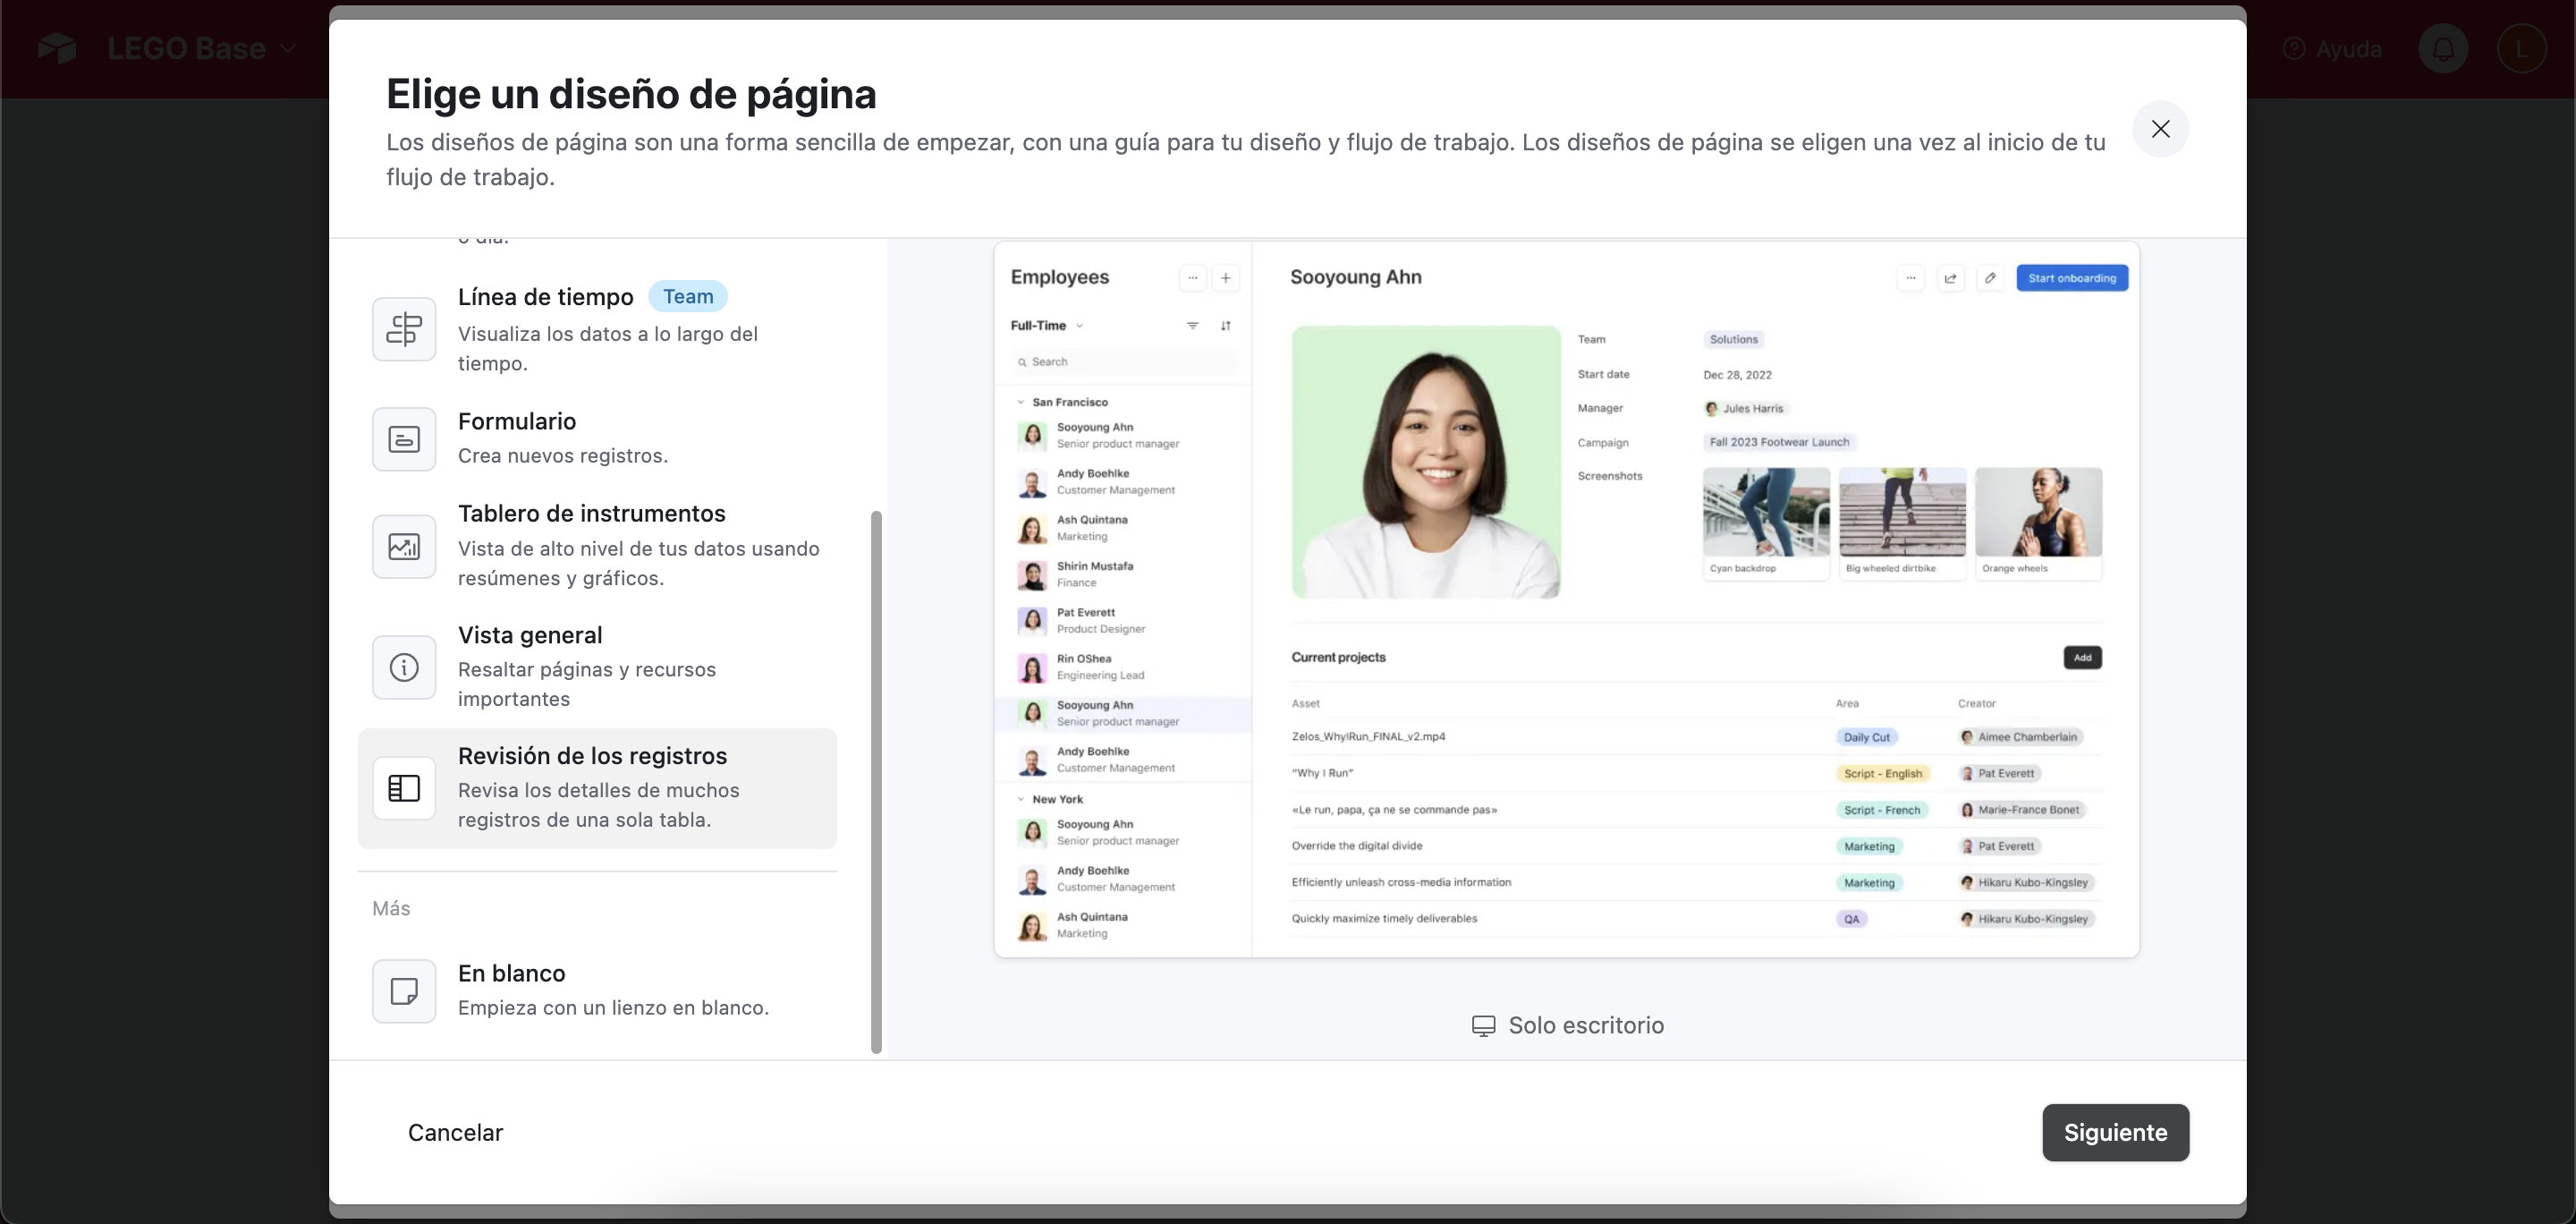 LEGO Base
Ayuda
L
Elige un diseño de página
Los diseños de página son una forma sencilla de empezar, con una guía para tu diseño y flujo de trabajo. Los diseños de página se eligen una vez al inicio de tu
flujo de trabajo.
o día.
Línea de tiempo Team
Visualiza los datos a lo largo del
tiempo.
Formulario
Crea nuevos registros.
Tablero de instrumentos
Vista de alto nivel de tus datos usando
resúmenes y gráficos.
Vista general
Resaltar páginas y recursos
importantes
Revisión de los registros
Revisa los detalles de muchos
registros de una sola tabla.
Más
En blanco
Empieza con un lienzo en blanco.
Employees
Full-Time
Search
San Francisco
Sooyoung Ahn
Senior product manager
Andy Boehlke
Customer Management
Ash Quintana
Marketing
Shirin Mustafa
Finance
Pat Everett
Product Designer
Rin OShea
Engineering Lead
Sooyoung Ahn
Senior product manager
Andy Boehlke
Customer Management
New York
Sooyoung Ahn
Senior product manager
Andy Boehlke
Customer Management
Ash Quintana
Marketing
Sooyoung Ahn
Start onboarding
Team Solutions
Start date Dec 28, 2022
Manager Jules Harris
Campaign Fall 2023 Footwear Launch
Screenshots
Cyan backdrop Big wheeled dirtbike Orange wheels
Current projects Add
Asset Area Creator
Zelos_WhyIRun_FINAL_v2.mp4 Daily Cut Aimee Chamberlain
"Why I Run" Script - English Pat Everett
«Le run, papa, ça ne se commande pas» Script - French Marie-France Bonet
Override the digital divide Marketing Pat Everett
Efficiently unleash cross-media information Marketing Hikaru Kubo-Kingsley
Quickly maximize timely deliverables QA Hikaru Kubo-Kingsley
Solo escritorio
Cancelar
Siguiente